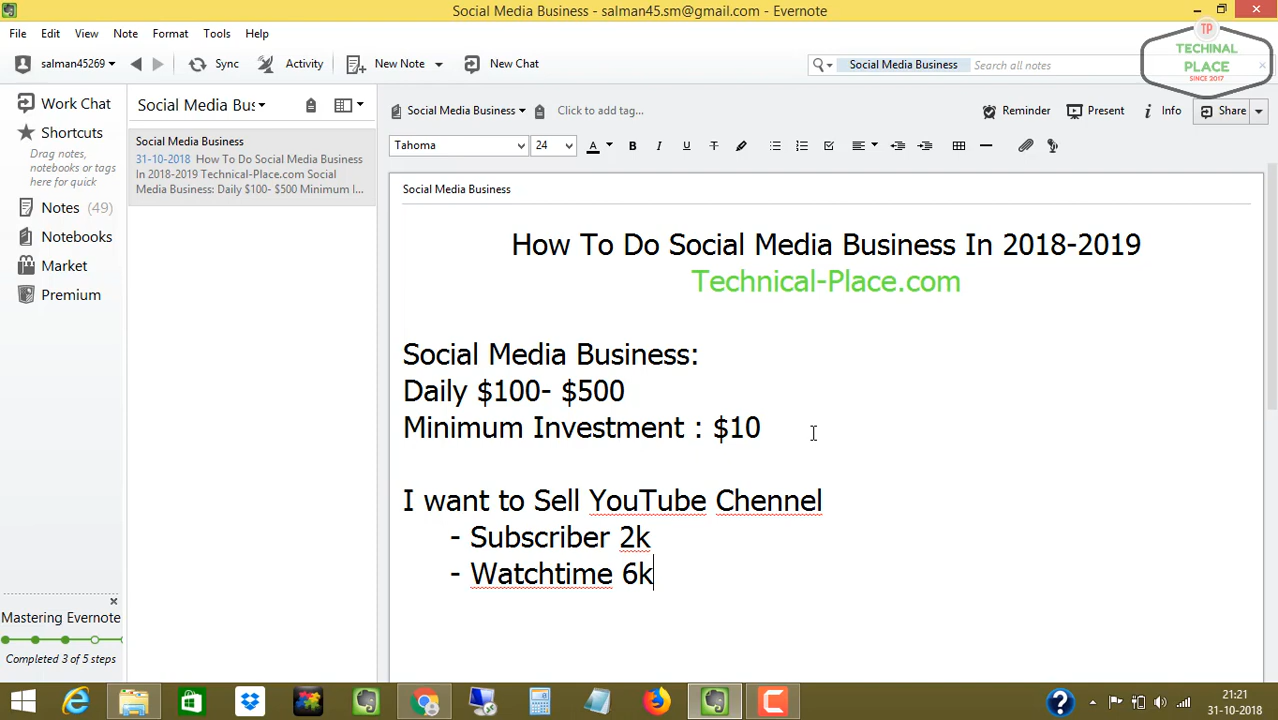 Social Media Business - salman45.sm@gmail.com - Evernote
TP
TECHINAL
PLACE
SINCE 2017
File Edit View Note Format Tools Help
salman45269 Sync Activity New Note New Chat
Social Media Business Search all notes
Work Chat
Shortcuts
Drag notes, notebooks or tags here for quick
Notes (49)
Notebooks
Market
Premium
Mastering Evernote
Completed 3 of 5 steps
Social Media Bus
Social Media Business
31-10-2018 How To Do Social Media Business
In 2018-2019 Technical-Place.com Social
Media Business: Daily $100- $500 Minimum I...
Social Media Business Click to add tag... Reminder Present Info Share
Tahoma 24 A B I U T
Social Media Business
How To Do Social Media Business In 2018-2019
Technical-Place.com
Social Media Business:
Daily $100- $500
Minimum Investment : $10
I want to Sell YouTube Chennel
- Subscriber 2k
- Watchtime 6k
21:21
31-10-2018